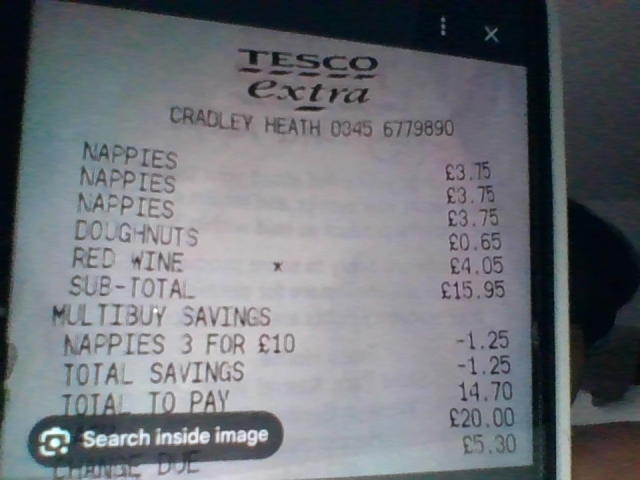 TESCO
extra
CRADLEY HEATH 0345 6779890
NAPPIES £3.75
NAPPIES £3.75
NAPPIES £3.75
DOUGHNUTS £0.65
RED WINE * £4.05
SUB-TOTAL £15.95
MULTIBUY SAVINGS
NAPPIES 3 FOR £10 -1.25
TOTAL SAVINGS -1.25
TOTAL TO PAY 14.70
£20.00
Search inside image
CHANGE DUE £5.30